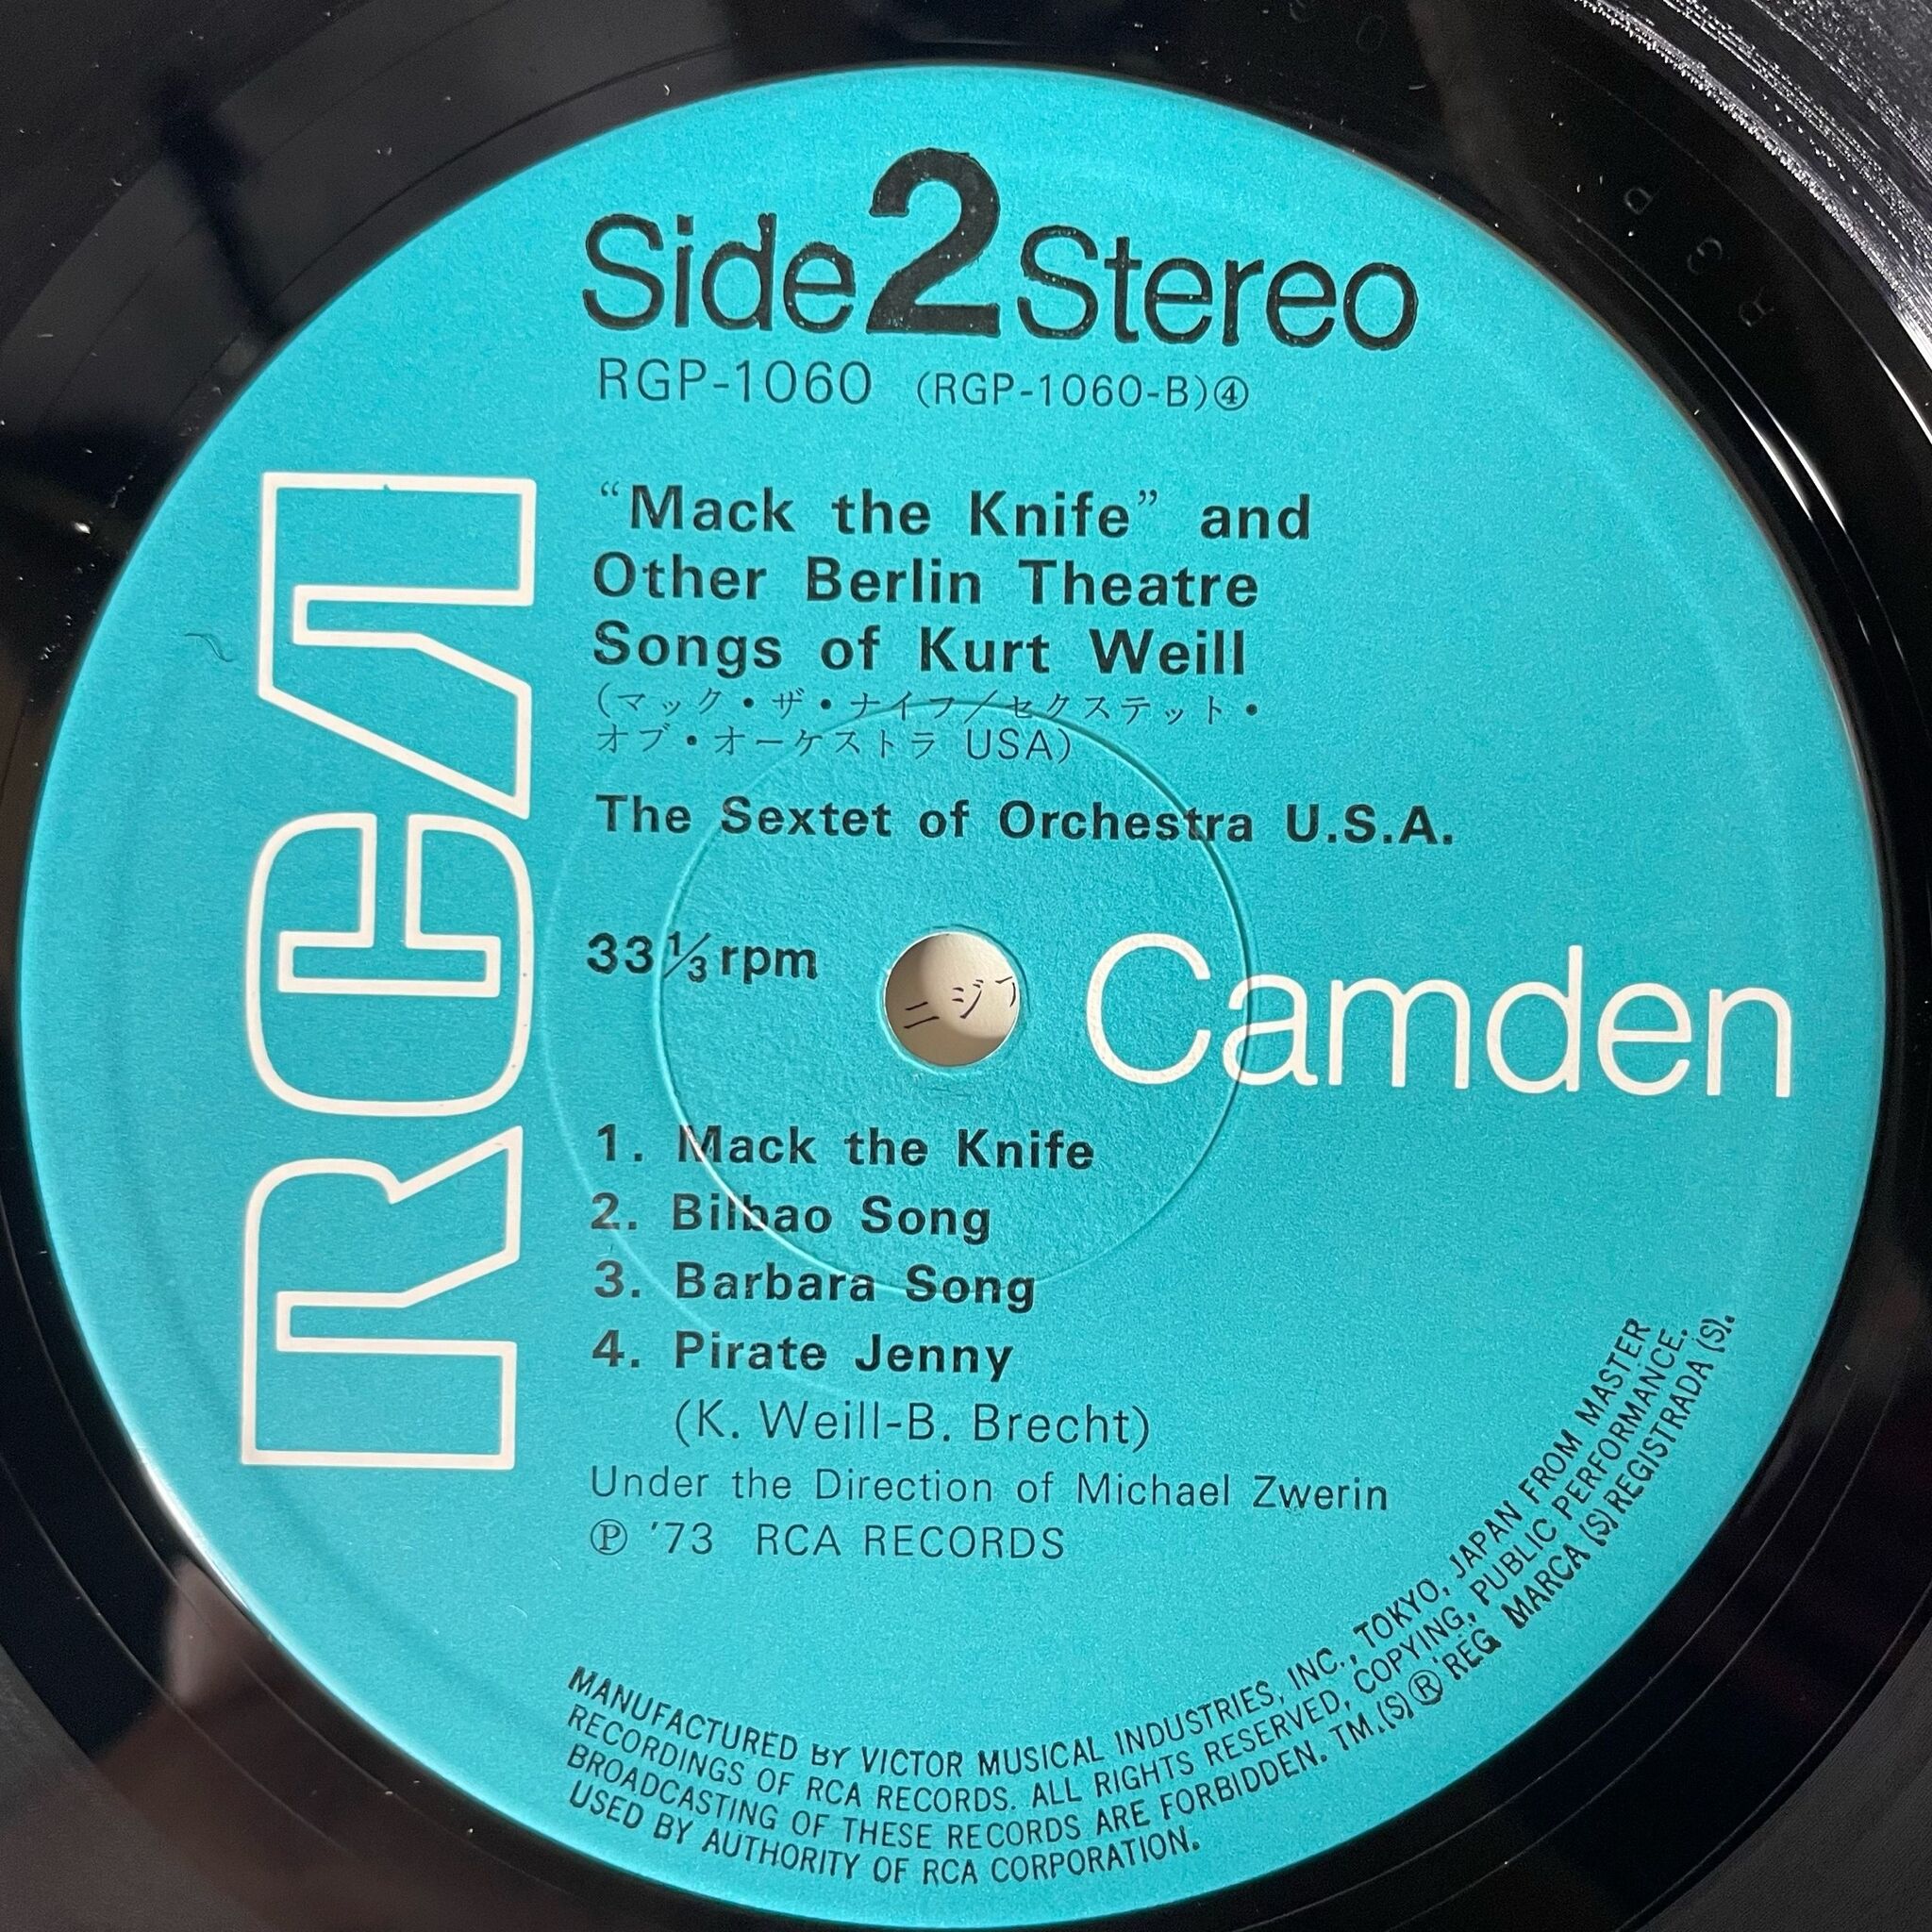 Side 2 Stereo
RGP-1060 (RGP-1060-B)④
RCA
“Mack the Knife” and
Other Berlin Theatre
Songs of Kurt Weill
(マック・ザ・ナイフ／セクステット・
オブ・オーケストラ USA)
The Sextet of Orchestra U.S.A.
33 1/3 rpm
Camden
1. Mack the Knife
2. Bilbao Song
3. Barbara Song
4. Pirate Jenny
(K. Weill-B. Brecht)
Under the Direction of Michael Zwerin
Ⓟ '73 RCA RECORDS
MANUFACTURED BY VICTOR MUSICAL INDUSTRIES, INC., TOKYO, JAPAN FROM MASTER
RECORDINGS OF RCA RECORDS. ALL RIGHTS RESERVED, COPYING, PUBLIC PERFORMANCE.
BROADCASTING OF THESE RECORDS ARE FORBIDDEN. TM.(S)® REG MARCA (S) REGISTRADA (S).
USED BY AUTHORITY OF RCA CORPORATION.